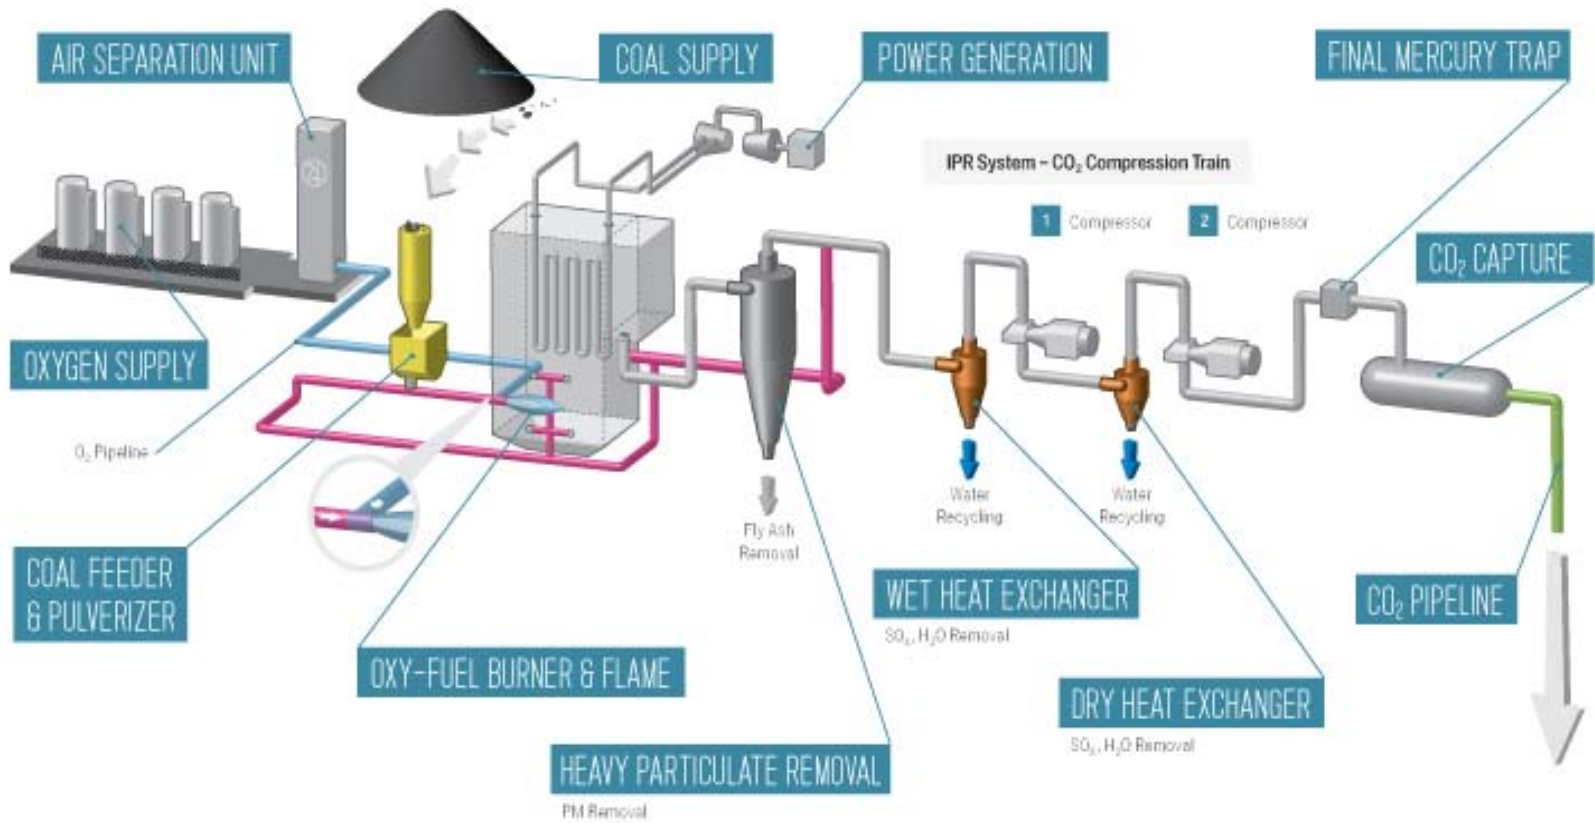 AIR SEPARATION UNIT
COAL SUPPLY
POWER GENERATION
FINAL MERCURY TRAP
IPR System – CO₂ Compression Train
1 Compressor
2 Compressor
CO₂ CAPTURE
OXYGEN SUPPLY
O₂ Pipeline
Water
Recycling
Water
Recycling
Fly Ash
Removal
COAL FEEDER
& PULVERIZER
WET HEAT EXCHANGER
SOₓ, H₂O Removal
CO₂ PIPELINE
OXY-FUEL BURNER & FLAME
DRY HEAT EXCHANGER
SOₓ, H₂O Removal
HEAVY PARTICULATE REMOVAL
PM Removal